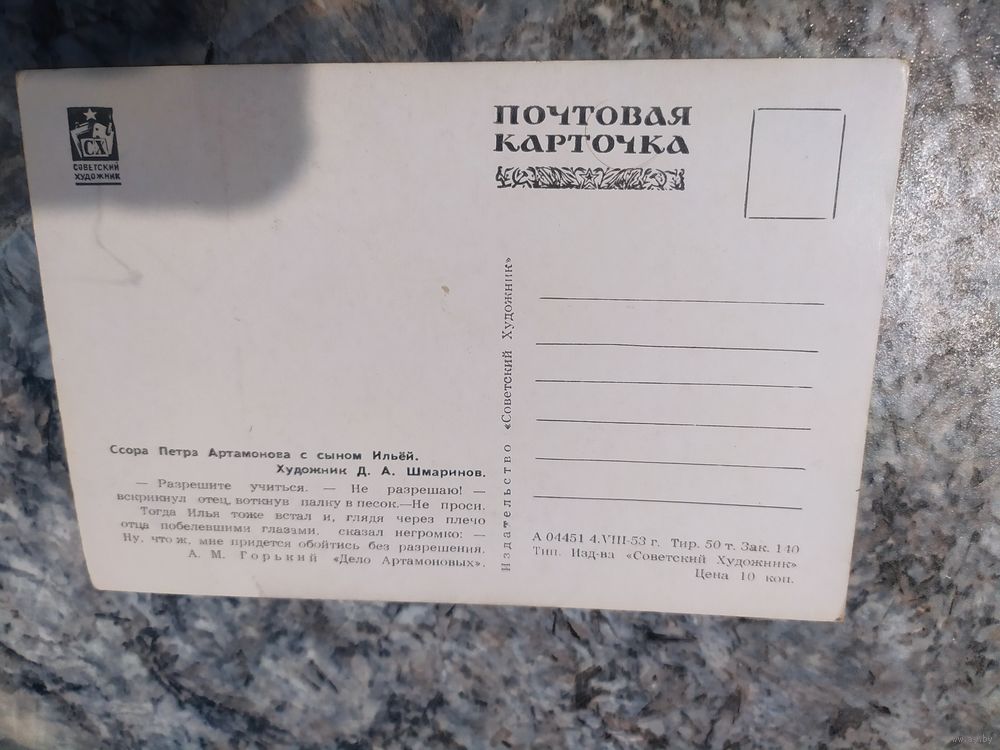 СХ
СОВЕТСКИЙ
ХУДОЖНИК
ПОЧТОВАЯ
КАРТОЧКА
Ссора Петра Артамонова с сыном Ильёй.
Художник Д. А. Шмаринов.
— Разрешите учиться. — Не разрешаю! —
вскрикнул отец, воткнув палку в песок.—Не проси.
Тогда Илья тоже встал и, глядя через плечо
отца побелевшими глазами, сказал негромко: —
Ну, что ж, мне придется обойтись без разрешения.
А. М. Горький «Дело Артамоновых».
Издательство «Советский Художник»
А 04451 4.VIII-53 г. Тир. 50 т. Зак. 140
Тип. Изд-ва «Советский Художник»
Цена 10 коп.